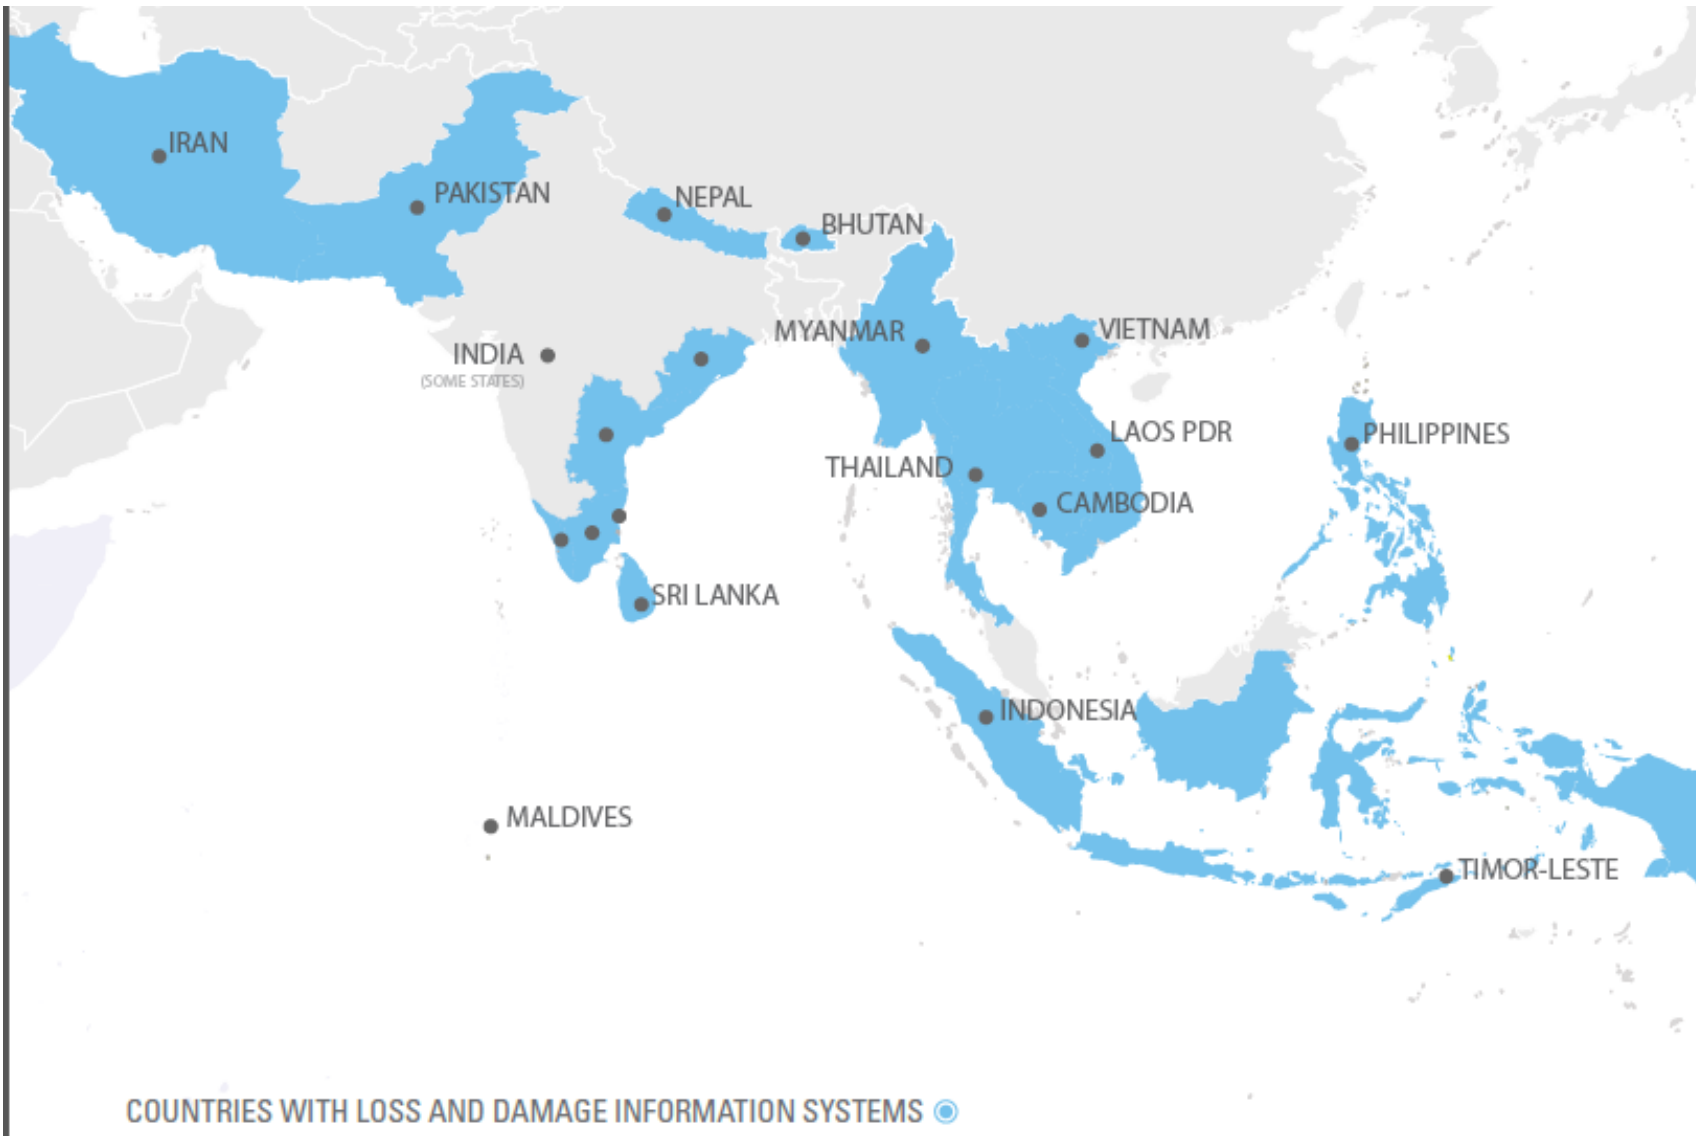 IRAN
PAKISTAN
NEPAL
BHUTAN
MYANMAR
VIETNAM
INDIA
(SOME STATES)
LAOS PDR
PHILIPPINES
THAILAND
CAMBODIA
SRI LANKA
INDONESIA
MALDIVES
TIMOR-LESTE
COUNTRIES WITH LOSS AND DAMAGE INFORMATION SYSTEMS